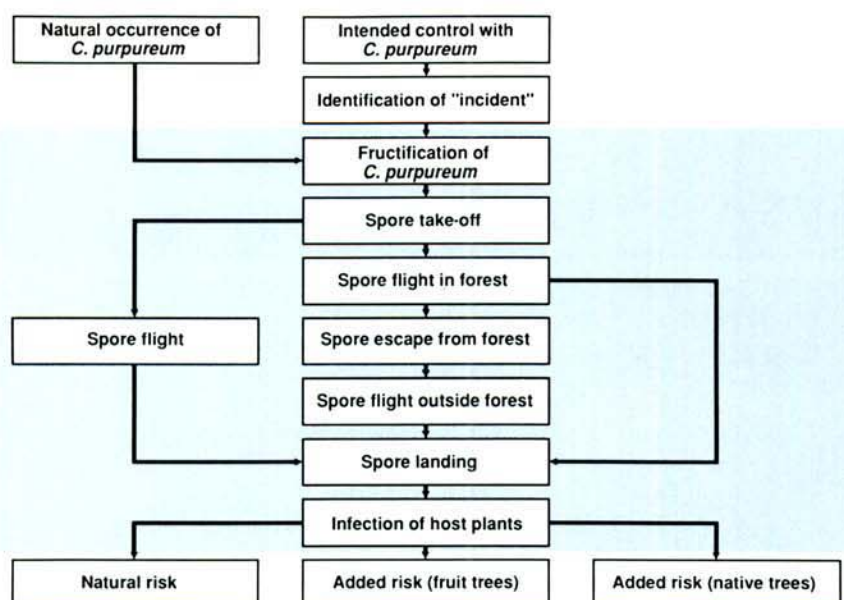 Natural occurrence of
C. purpureum
Intended control with
C. purpureum
Identification of "incident"
Fructification of
C. purpureum
Spore take-off
Spore flight in forest
Spore flight
Spore escape from forest
Spore flight outside forest
Spore landing
Infection of host plants
Natural risk
Added risk (fruit trees)
Added risk (native trees)